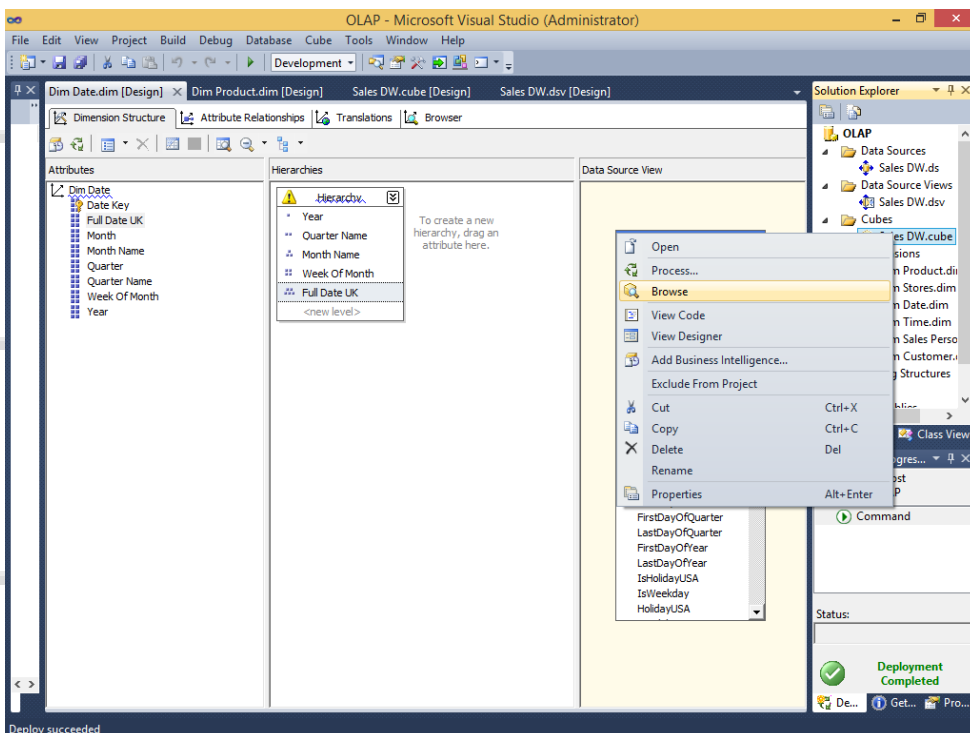 OLAP - Microsoft Visual Studio (Administrator)
File Edit View Project Build Debug Database Cube Tools Window Help
Development
Dim Date.dim [Design] Dim Product.dim [Design] Sales DW.cube [Design] Sales DW.dsv [Design]
Dimension Structure Attribute Relationships Translations Browser
Attributes
Dim Date
Date Key
Full Date UK
Month
Month Name
Quarter
Quarter Name
Week Of Month
Year
Hierarchies
Hierarchy
Year
Quarter Name
Month Name
Week Of Month
Full Date UK
<new level>
To create a new
hierarchy, drag an
attribute here.
Data Source View
Open
Process...
Browse
View Code
View Designer
Add Business Intelligence...
Exclude From Project
Cut Ctrl+X
Copy Ctrl+C
Delete Del
Rename
Properties Alt+Enter
FirstDayOfQuarter
LastDayOfQuarter
FirstDayOfYear
LastDayOfYear
IsHolidayUSA
IsWeekday
HolidayUSA
Solution Explorer
OLAP
Data Sources
Sales DW.ds
Data Source Views
Sales DW.dsv
Cubes
es DW.cube
sions
n Product.di
n Stores.dim
n Date.dim
n Time.dim
n Sales Perso
n Customer.
g Structures
Class View
ogres...
ost
P
Command
Status:
Deployment
Completed
De... Get... Pro...
Deploy succeeded